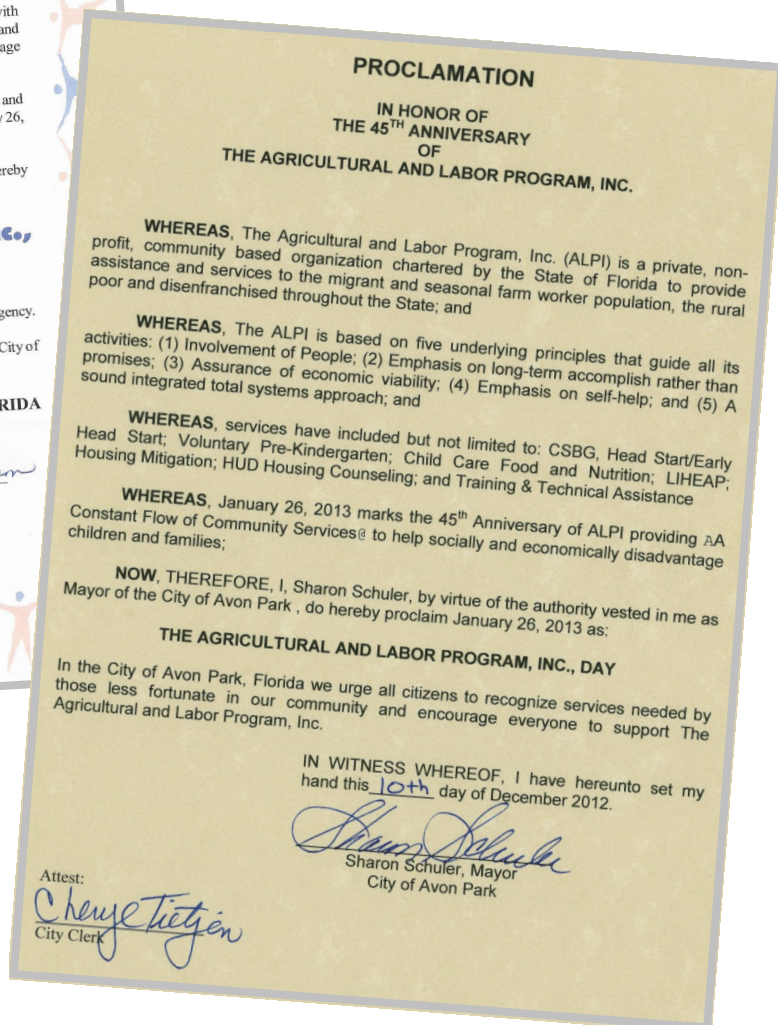 ith
and
age
and
26,
ereby
gency.
City of
RIDA
PROCLAMATION
IN HONOR OF
THE 45TH ANNIVERSARY
OF
THE AGRICULTURAL AND LABOR PROGRAM, INC.
WHEREAS, The Agricultural and Labor Program, Inc. (ALPI) is a private, non-
profit, community based organization chartered by the State of Florida to provide
assistance and services to the migrant and seasonal farm worker population, the rural
poor and disenfranchised throughout the State; and
WHEREAS, The ALPI is based on five underlying principles that guide all its
activities: (1) Involvement of People; (2) Emphasis on long-term accomplish rather than
promises; (3) Assurance of economic viability; (4) Emphasis on self-help; and (5) A
sound integrated total systems approach; and
WHEREAS, services have included but not limited to: CSBG, Head Start/Early
Head Start; Voluntary Pre-Kindergarten; Child Care Food and Nutrition; LIHEAP;
Housing Mitigation; HUD Housing Counseling; and Training & Technical Assistance
WHEREAS, January 26, 2013 marks the 45th Anniversary of ALPI providing AA
Constant Flow of Community Services@ to help socially and economically disadvantage
children and families;
NOW, THEREFORE, I, Sharon Schuler, by virtue of the authority vested in me as
Mayor of the City of Avon Park , do hereby proclaim January 26, 2013 as:
THE AGRICULTURAL AND LABOR PROGRAM, INC., DAY
In the City of Avon Park, Florida we urge all citizens to recognize services needed by
those less fortunate in our community and encourage everyone to support The
Agricultural and Labor Program, Inc.
IN WITNESS WHEREOF, I have hereunto set my
hand this 10th day of December 2012.
Sharon Schuler
Sharon Schuler, Mayor
City of Avon Park
Attest:
Cheryl Tietjen
City Clerk